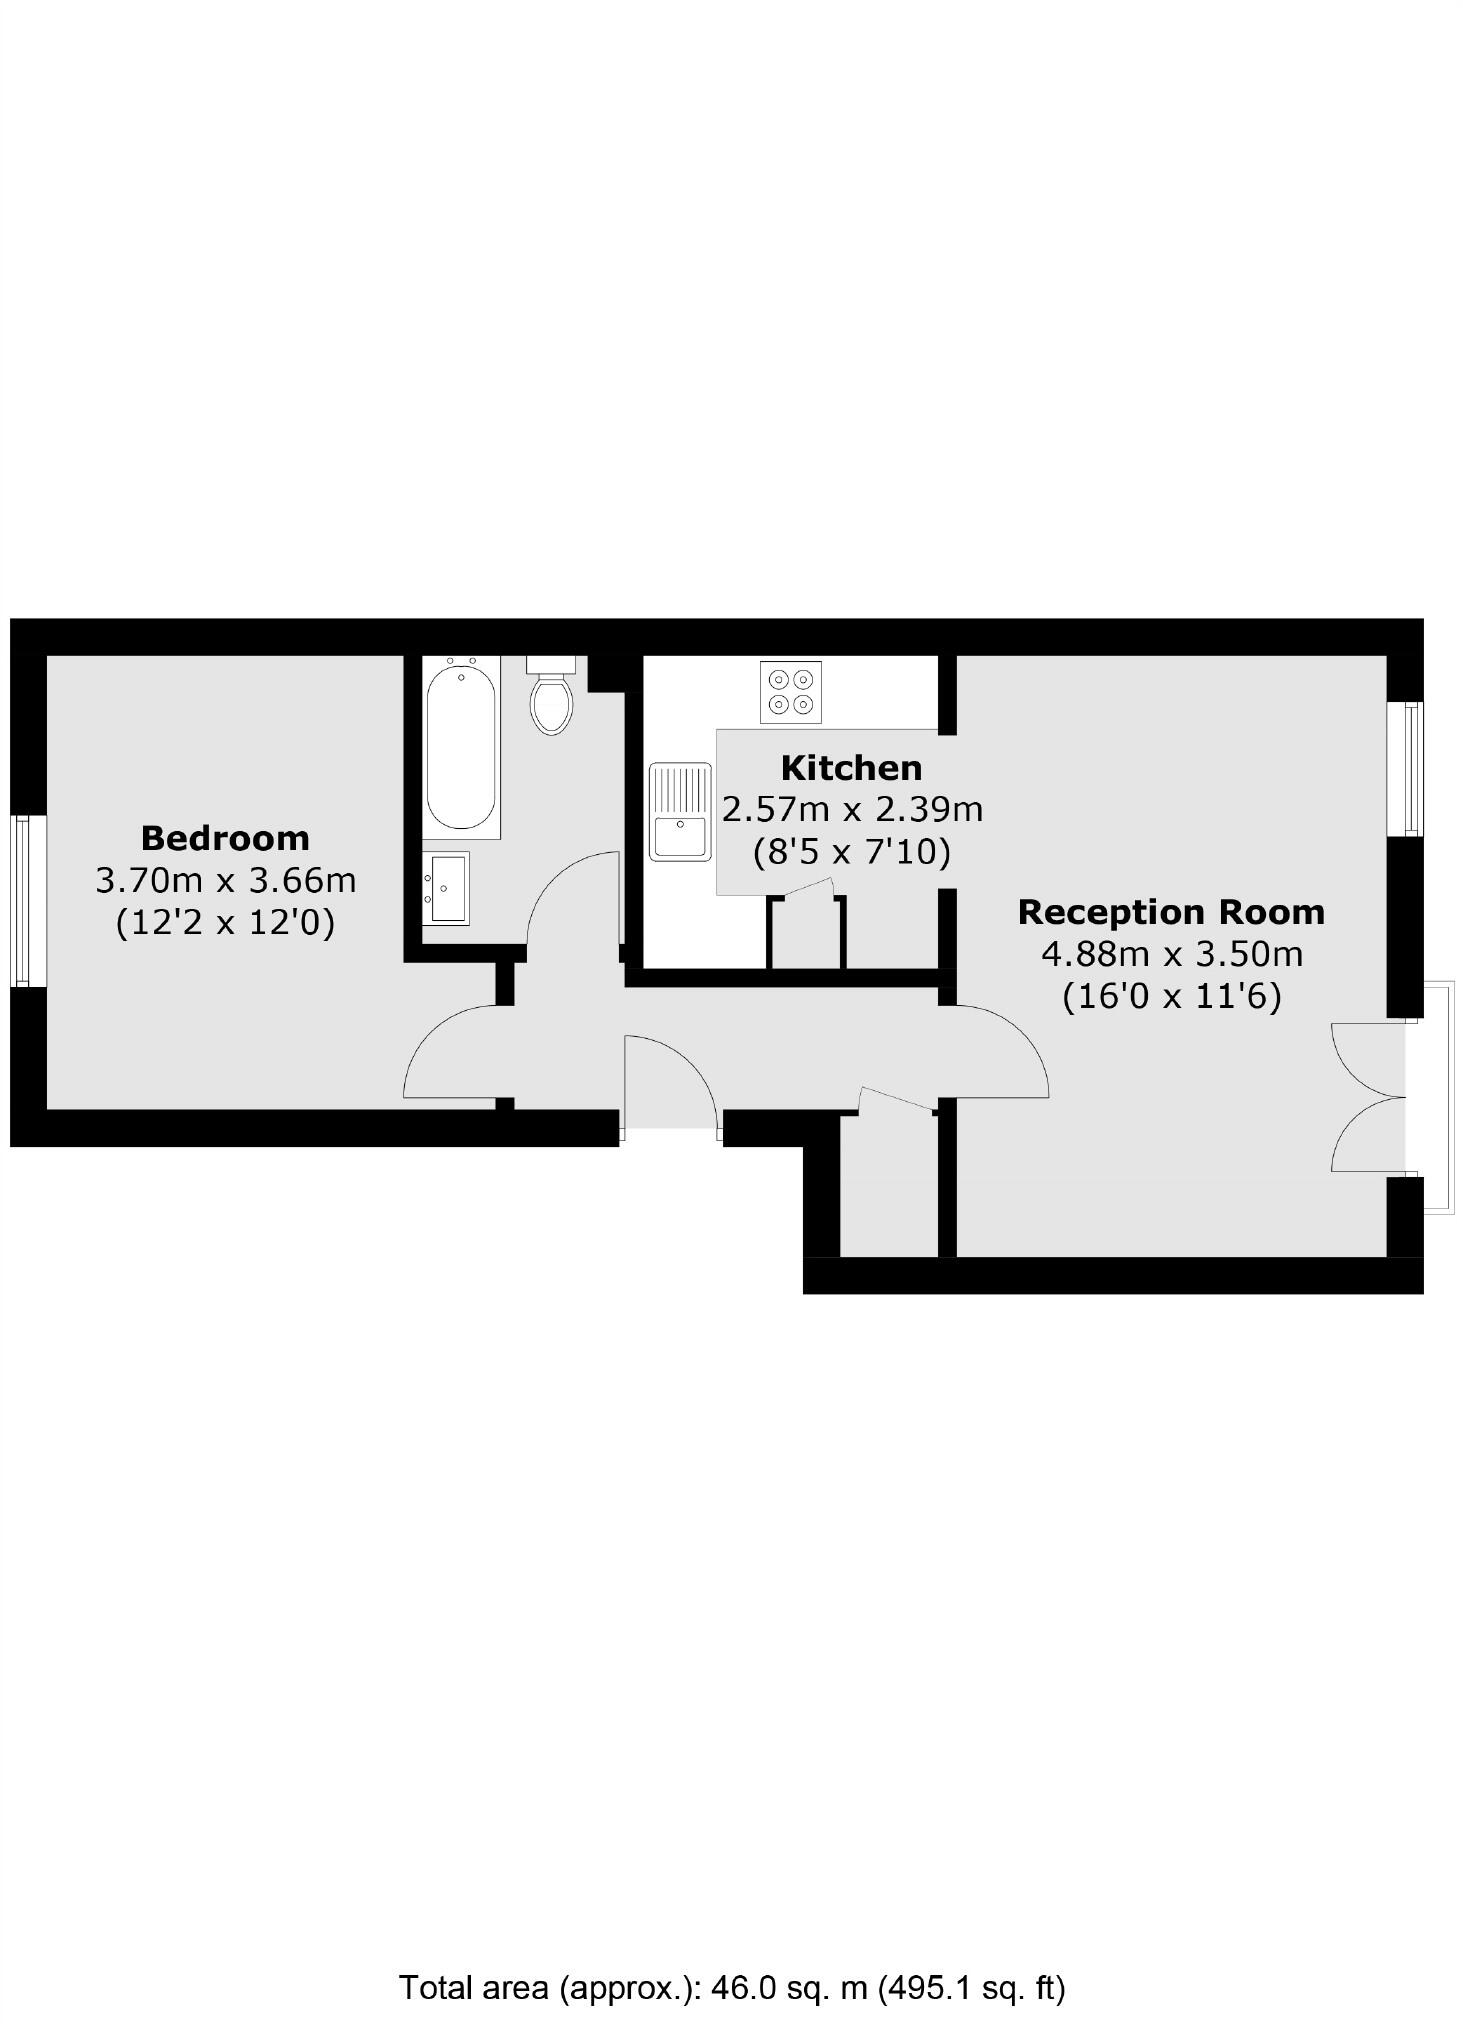 Bedroom
3.70m x 3.66m
(12'2 x 12'0)
Kitchen
2.57m x 2.39m
(8'5 x 7'10)
Reception Room
4.88m x 3.50m
(16'0 x 11'6)
Total area (approx.): 46.0 sq. m (495.1 sq. ft)